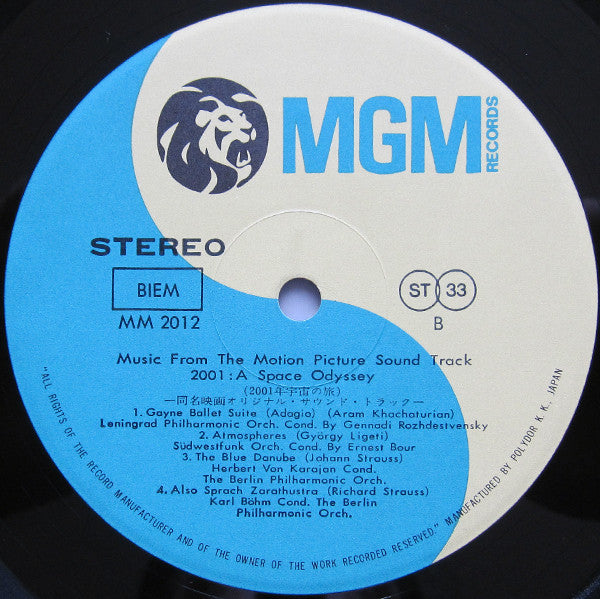 MGM
RECORDS
STEREO
BIEM
MM 2012
ST 33
B
Music From The Motion Picture Sound Track
2001: A Space Odyssey
(2001年宇宙の旅)
—同名映画オリジナル・サウンド・トラック—
1. Gayne Ballet Suite (Adagio) (Aram Khachaturian)
Leningrad Philharmonic Orch. Cond. By Gennadi Rozhdestvensky
2. Atmospheres (György Ligeti)
Südwestfunk Orch. Cond. By Ernest Bour
3. The Blue Danube (Johann Strauss)
Herbert Von Karajan Cond.
The Berlin Philharmonic Orch.
4. Also Sprach Zarathustra (Richard Strauss)
Karl Böhm Cond. The Berlin
Philharmonic Orch.
"ALL RIGHTS OF THE RECORD MANUFACTURER AND OF THE OWNER OF THE WORK RECORDED RESERVED." MANUFACTURED BY POLYDOR K. K., JAPAN